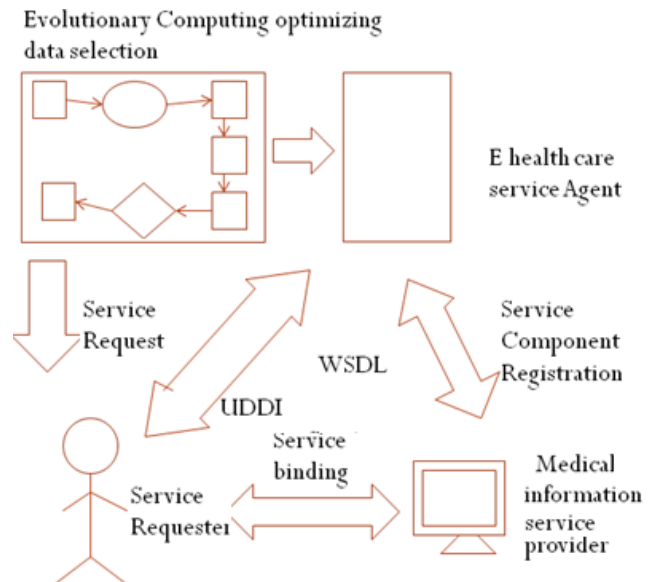 Evolutionary Computing optimizing
data selection
E health care
service Agent
Service
Request
Service
Component
Registration
WSDL
UDDI
Service
binding
Service
Requester
Medical
information
service
provider